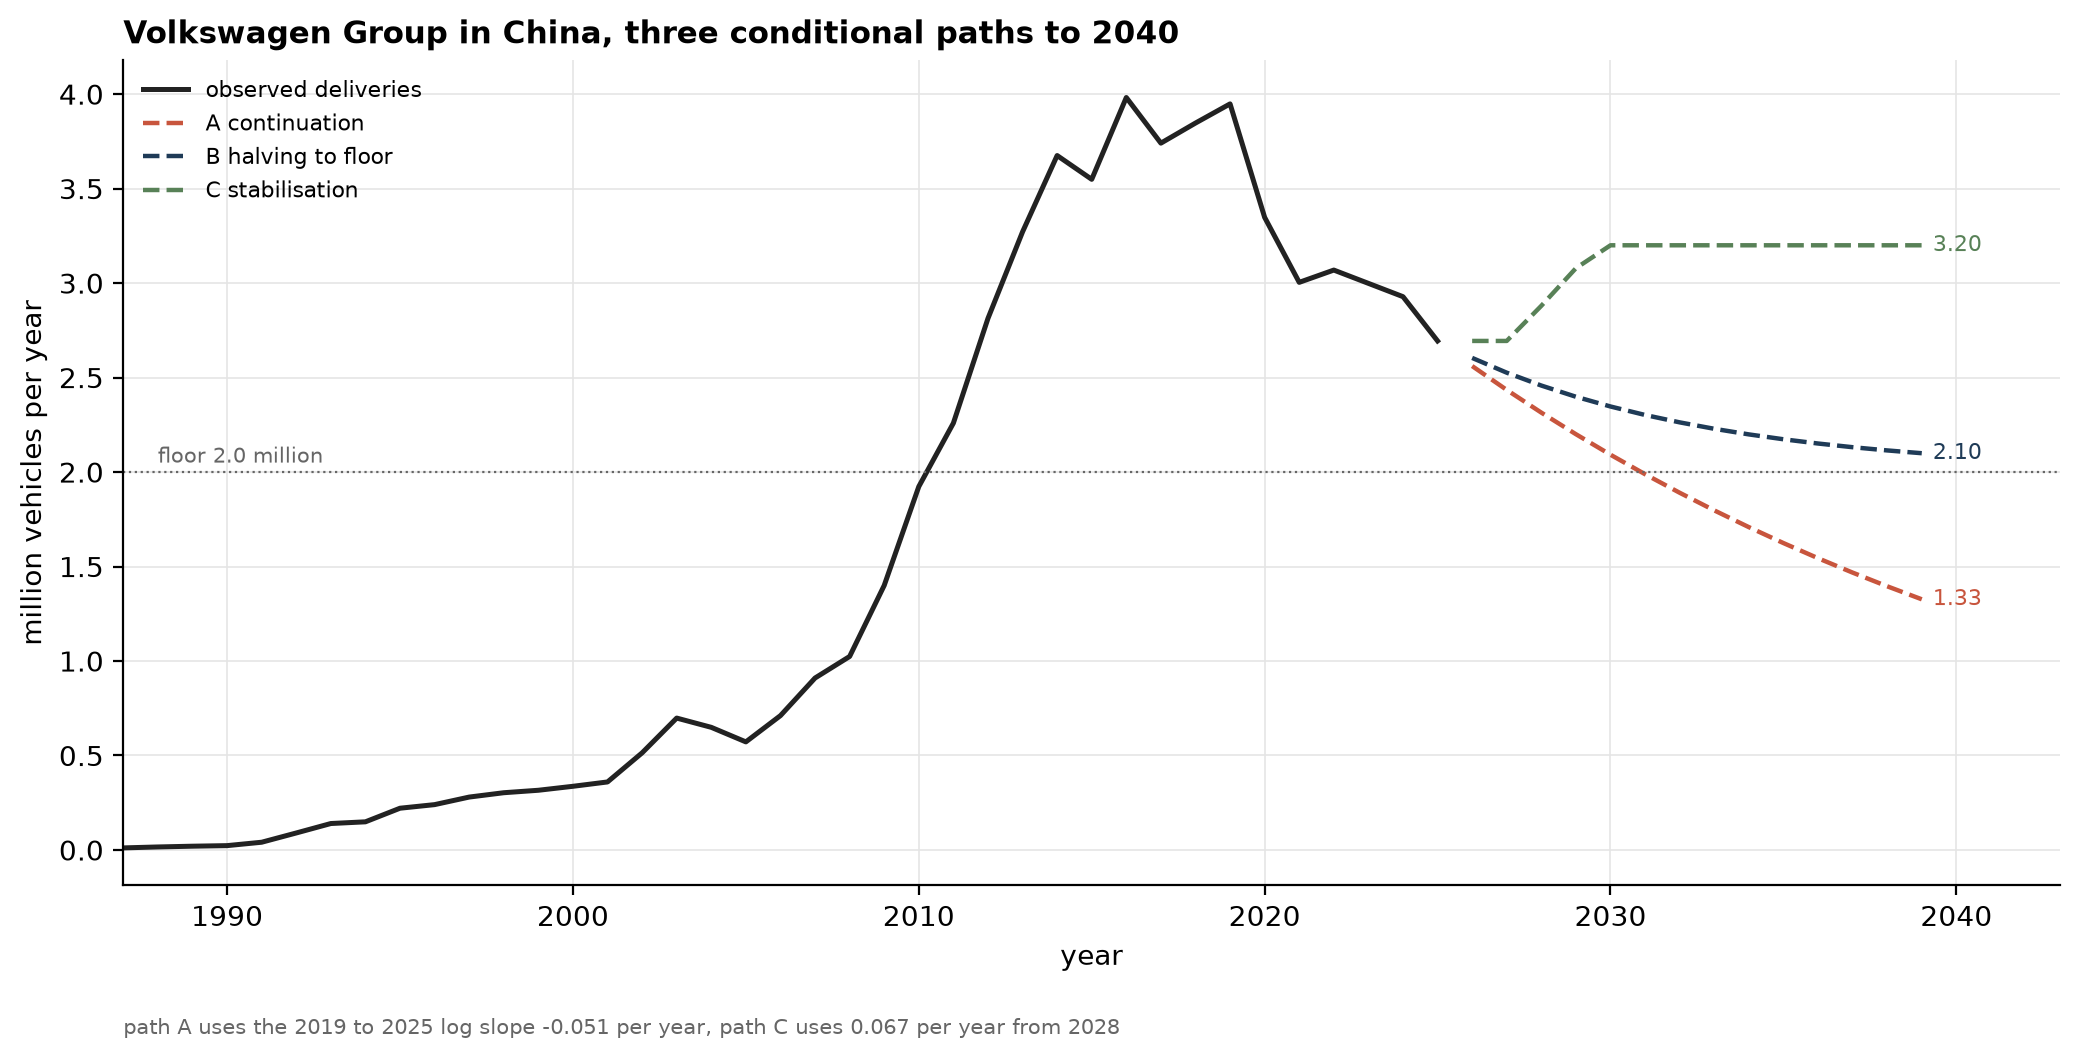 Volkswagen Group in China, three conditional paths to 2040
observed deliveries
A continuation
B halving to floor
C stabilisation
4.0
3.5
3.0
2.5
2.0
1.5
1.0
0.5
0.0
million vehicles per year
floor 2.0 million
3.20
2.10
1.33
1990
2000
2010
2020
2030
2040
year
path A uses the 2019 to 2025 log slope -0.051 per year, path C uses 0.067 per year from 2028